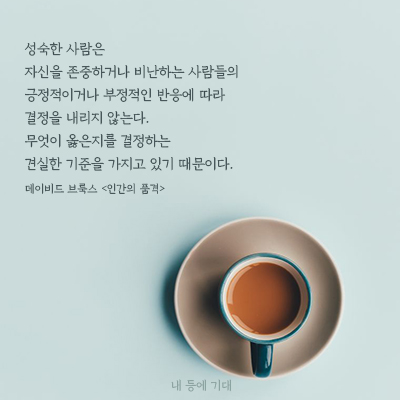 성숙한 사람은
자신을 존중하거나 비난하는 사람들의
긍정적이거나 부정적인 반응에 따라
결정을 내리지 않는다.
무엇이 옳은지를 결정하는
견실한 기준을 가지고 있기 때문이다.
데이비드 브룩스 <인간의 품격>
내 등에 기대